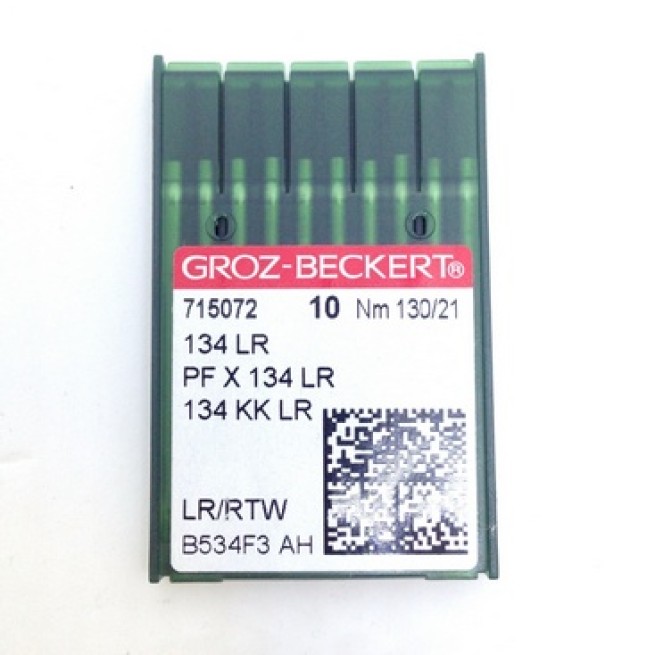 GROZ-BECKERT®
715072 10 Nm 130/21
134 LR
PF X 134 LR
134 KK LR
LR/RTW
B534F3 AH